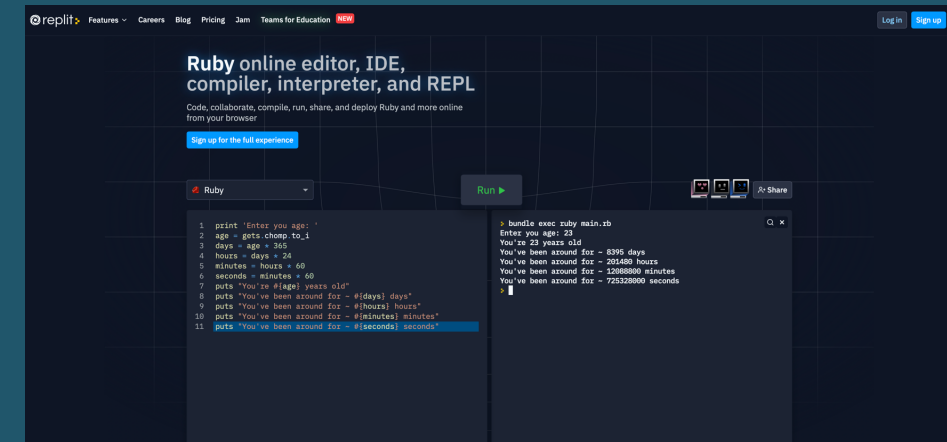 replit Features Careers Blog Pricing Jam Teams for Education NEW Log in Sign up
Ruby online editor, IDE,
compiler, interpreter, and REPL
Code, collaborate, compile, run, share, and deploy Ruby and more online
from your browser
Sign up for the full experience
Ruby
Run
Share
1 print 'Enter you age: '
2 age = gets.chomp.to_i
3 days = age * 365
4 hours = days * 24
5 minutes = hours * 60
6 seconds = minutes * 60
7 puts "You're #{age} years old"
8 puts "You've been around for ~ #{days} days"
9 puts "You've been around for ~ #{hours} hours"
10 puts "You've been around for ~ #{minutes} minutes"
11 puts "You've been around for ~ #{seconds} seconds"
> bundle exec ruby main.rb
Enter you age: 23
You're 23 years old
You've been around for ~ 8395 days
You've been around for ~ 201480 hours
You've been around for ~ 12088800 minutes
You've been around for ~ 725328000 seconds
>